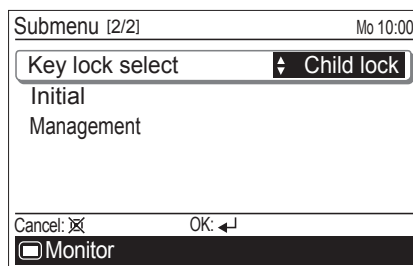 Submenu [2/2] Mo 10:00
Key lock select Child lock
Initial
Management
Cancel: OK:
Monitor